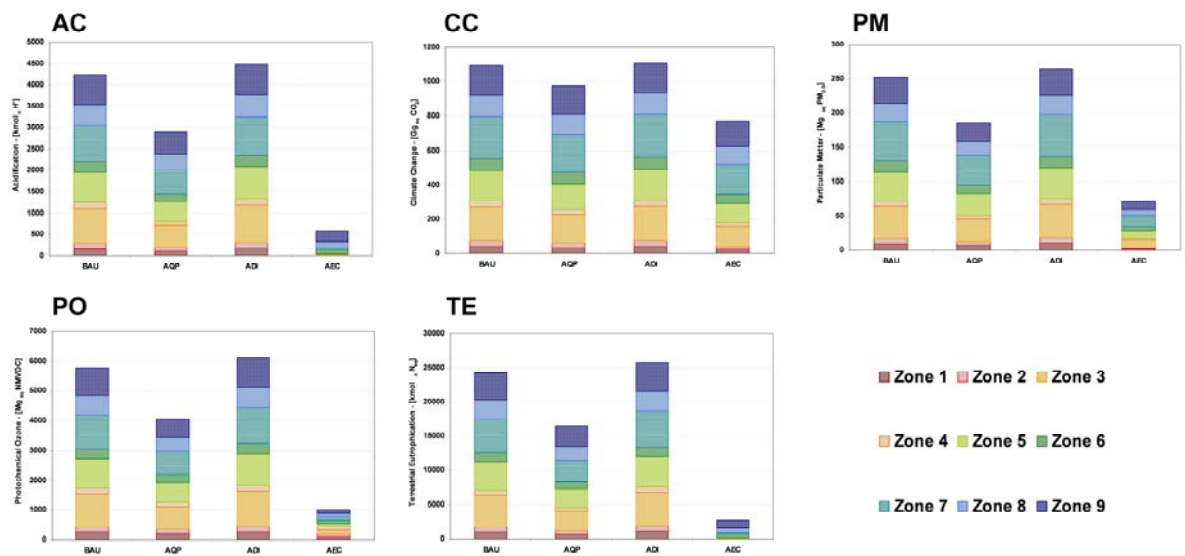 AC
Acidification - [kmol_c H+]
5000
4500
4000
3500
3000
2500
2000
1500
1000
500
0
BAU AQP ADI AEC
CC
Climate Change - [Gg eq CO2]
1200
1000
800
600
400
200
0
BAU AQP ADI AEC
PM
Particulate Matter - [Mg eq PM2.5]
300
250
200
150
100
50
0
BAU AQP ADI AEC
PO
Photochemical Ozone - [Mg eq NMVOC]
7000
6000
5000
4000
3000
2000
1000
0
BAU AQP ADI AEC
TE
Terrestrial Eutrophication - [kmol
30000
25000
20000
15000
10000
5000
0
BAU AQP ADI AEC
Zone 1 Zone 2 Zone 3
Zone 4 Zone 5 Zone 6
Zone 7 Zone 8 Zone 9